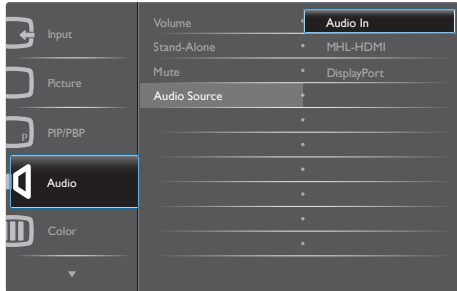 Input
Picture
P
PIP/PBP
Audio
Color
Volume
Stand-Alone
Mute
Audio Source
Audio In
MHL-HDMI
DisplayPort